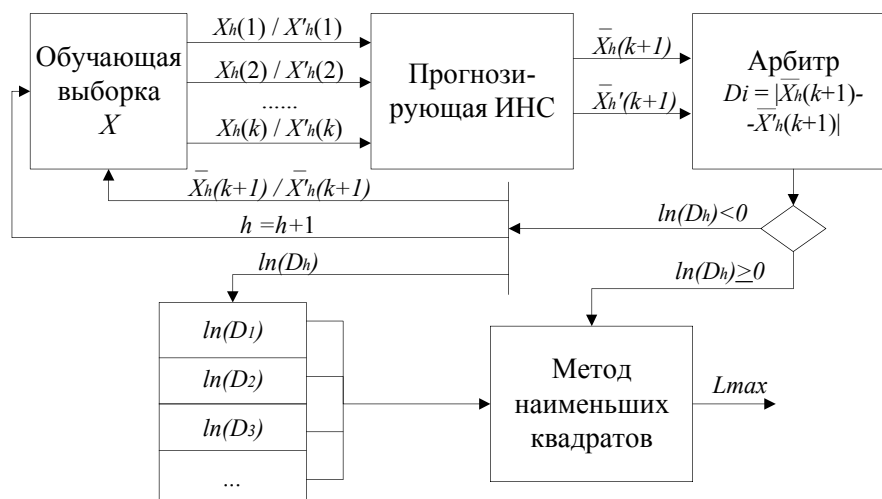 Обучающая
выборка
X
Xh(1) / X'h(1)
Xh(2) / X'h(2)
......
Xh(k) / X'h(k)
Прогнози-
рующая ИНС
X̅h(k+1)
X̅h'(k+1)
Арбитр
Di = |X̅h(k+1)-
-X̅'h(k+1)|
X̅h(k+1) / X̅'h(k+1)
h =h+1
ln(Dh)<0
ln(Dh)
ln(Dh)≥0
ln(D1)
ln(D2)
ln(D3)
...
Метод
наименьших
квадратов
Lmax